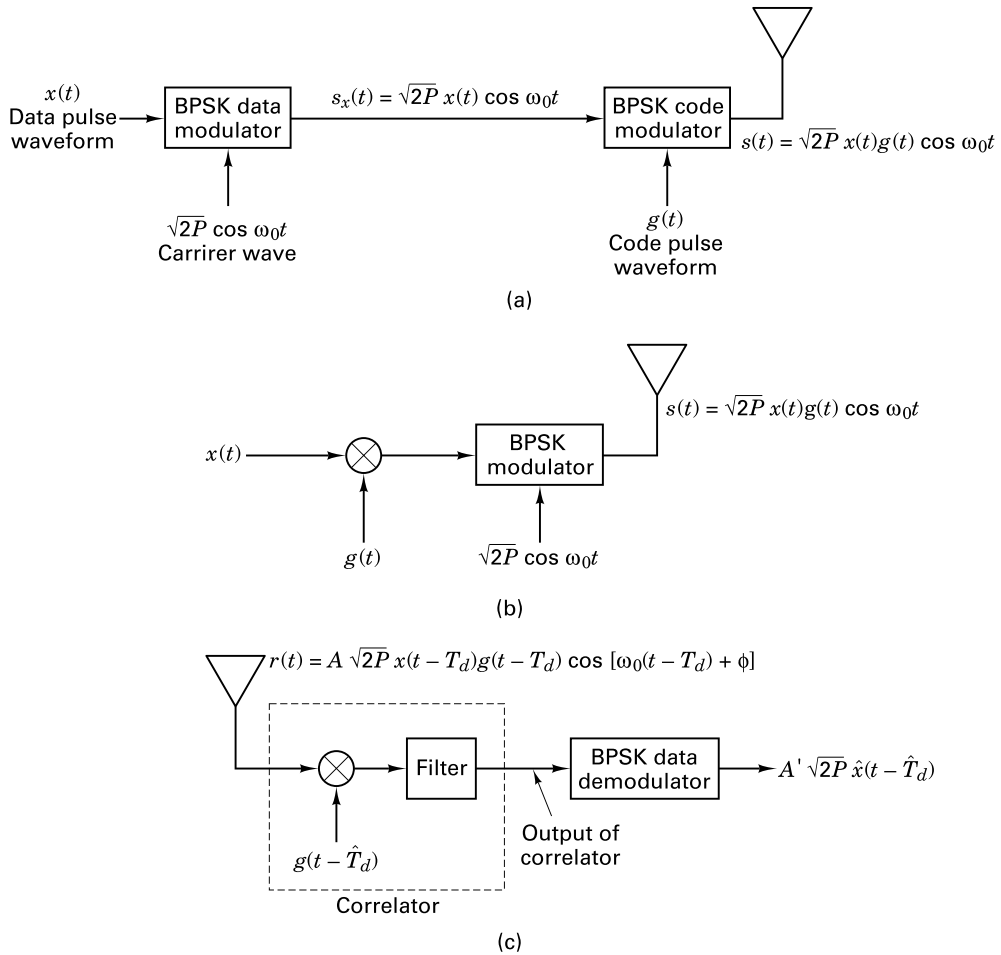 x(t)
Data pulse
waveform
BPSK data
modulator
sₓ(t) = √2P x(t) cos ω₀t
BPSK code
modulator
s(t) = √2P x(t)g(t) cos ω₀t
√2P cos ω₀t
Carrirer wave
g(t)
Code pulse
waveform
(a)
s(t) = √2P x(t)g(t) cos ω₀t
x(t)
BPSK
modulator
g(t)
√2P cos ω₀t
(b)
r(t) = A √2P x(t − T_d)g(t − T_d) cos [ω₀(t − T_d) + ϕ]
Filter
BPSK data
demodulator
A' √2P x̂(t − T̂_d)
g(t − T̂_d)
Output of
correlator
Correlator
(c)